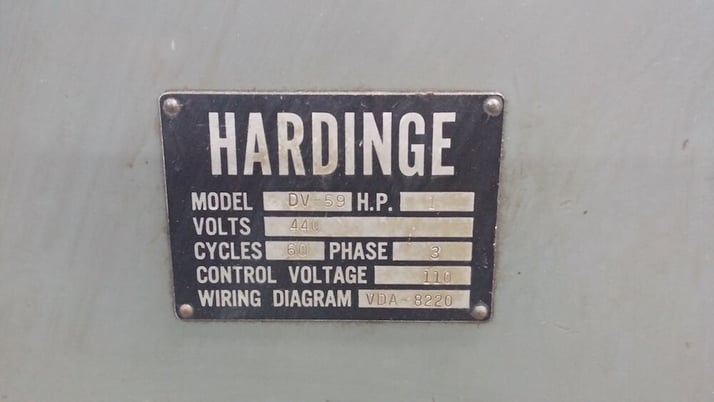 HARDINGE
MODEL DV-59 H.P. 1
VOLTS 440
CYCLES 60 PHASE 3
CONTROL VOLTAGE 110
WIRING DIAGRAM VDA-8220